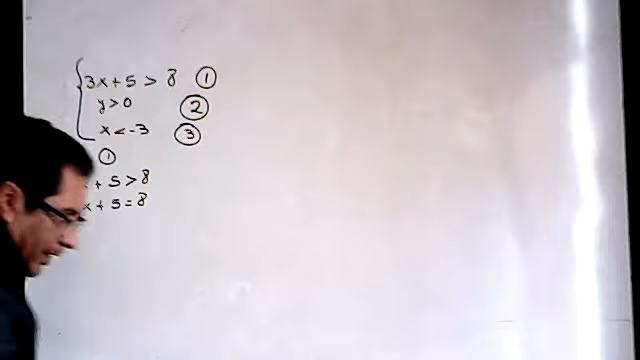 3x+5 > 8 ①
y>0 ②
x<-3 ③
①
+ 5>8
x + 5=8